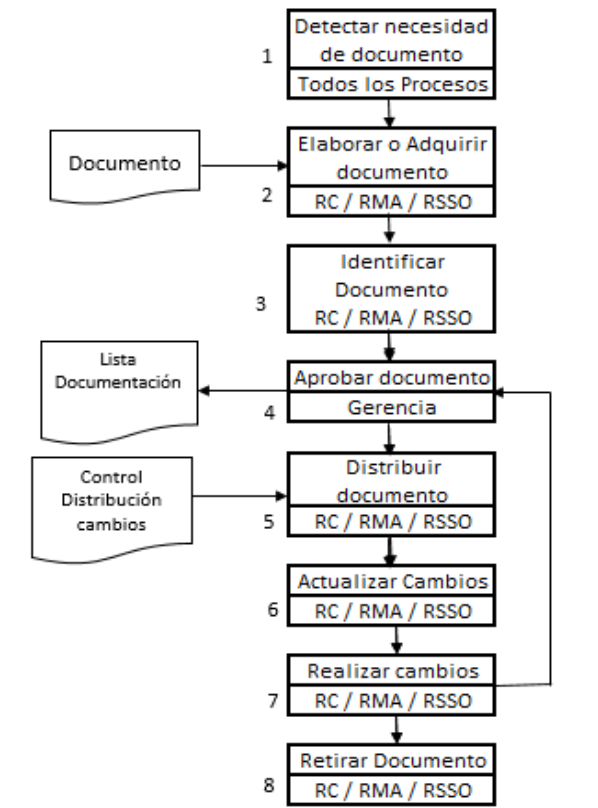 Detectar necesidad
de documento
1
Todos los Procesos
Elaborar o Adquirir
documento
Documento
2
RC / RMA / RSSO
Identificar
Documento
3
RC / RMA / RSSO
Lista
Documentación
Aprobar documento
4
Gerencia
Control
Distribución
cambios
Distribuir
documento
5
RC / RMA / RSSO
Actualizar Cambios
6
RC / RMA / RSSO
Realizar cambios
7
RC / RMA / RSSO
Retirar Documento
8
RC / RMA / RSSO